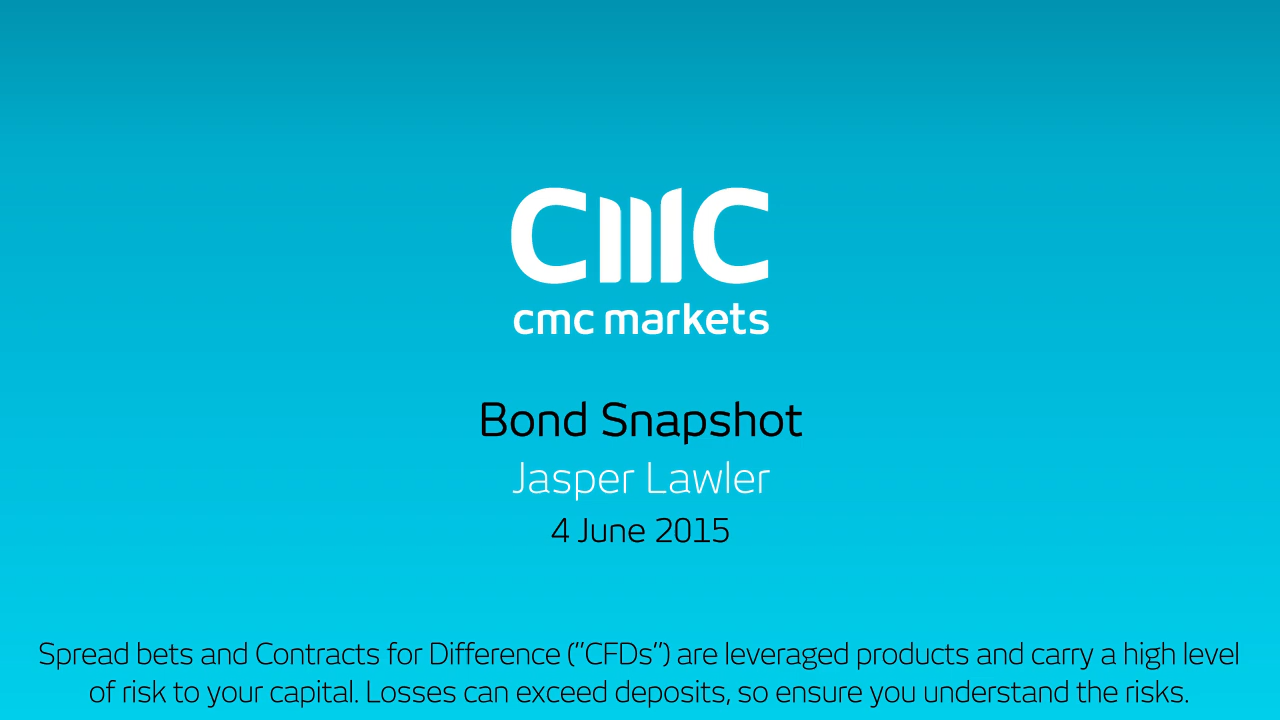 CMC
cmc markets
Bond Snapshot
Jasper Lawler
4 June 2015
Spread bets and Contracts for Difference (“CFDs”) are leveraged products and carry a high level
of risk to your capital. Losses can exceed deposits, so ensure you understand the risks.